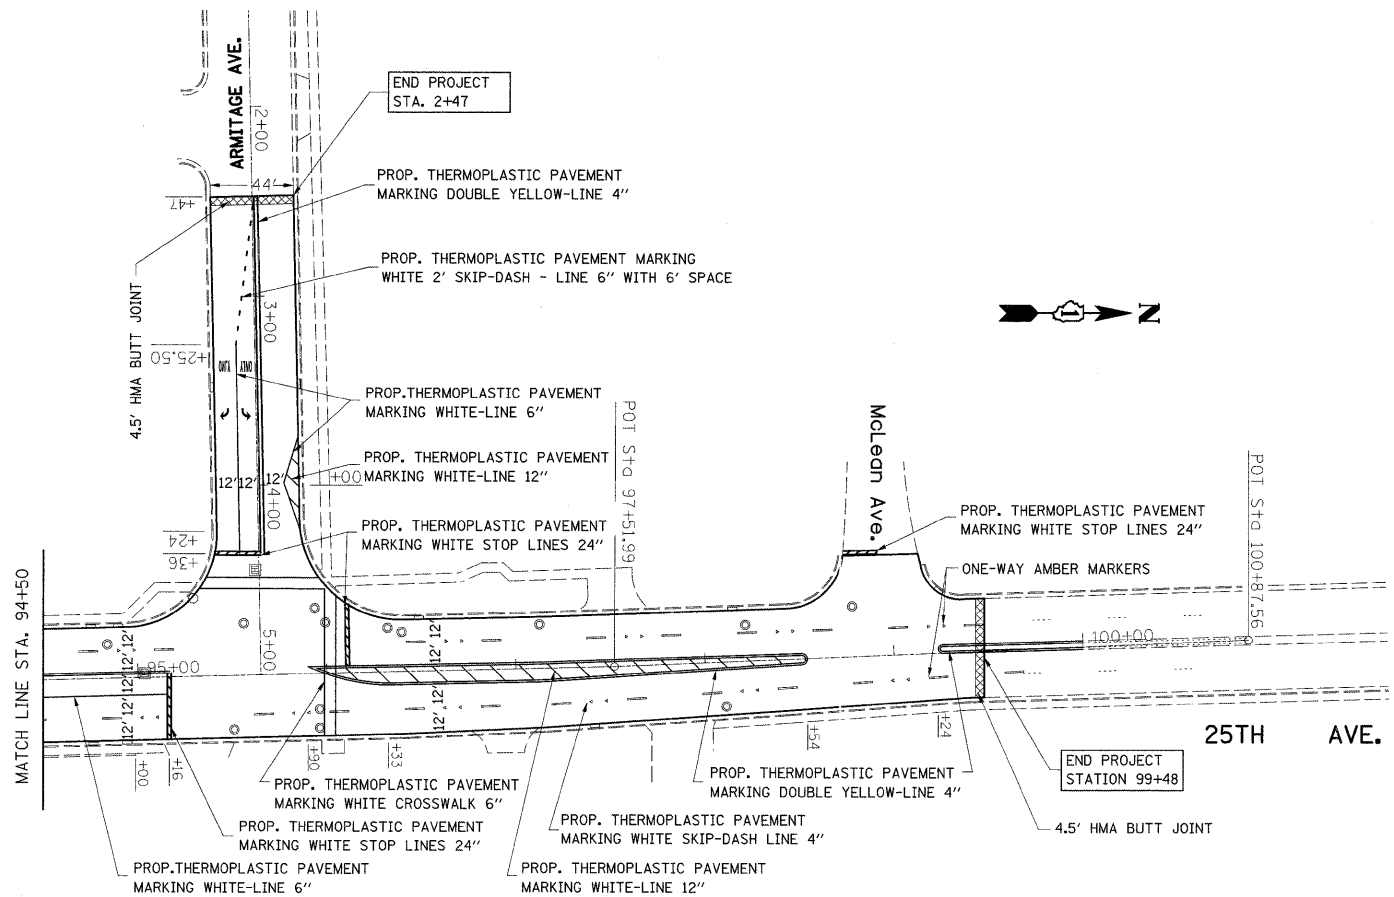 ARMITAGE AVE.
2+00
END PROJECT
STA. 2+47
44'
+47
PROP. THERMOPLASTIC PAVEMENT
MARKING DOUBLE YELLOW-LINE 4"
PROP. THERMOPLASTIC PAVEMENT MARKING
WHITE 2' SKIP-DASH - LINE 6" WITH 6' SPACE
3+00
4.5' HMA BUTT JOINT
+25.50
ONLY
ONLY
PROP.THERMOPLASTIC PAVEMENT
MARKING WHITE-LINE 6"
PROP. THERMOPLASTIC PAVEMENT
MARKING WHITE-LINE 12"
12' 12' 12'
+00
4+00
PROP. THERMOPLASTIC PAVEMENT
MARKING WHITE STOP LINES 24"
+24
+36
POT Sta 97+51.99
McLean Ave.
1
N
PROP. THERMOPLASTIC PAVEMENT
MARKING WHITE STOP LINES 24"
ONE-WAY AMBER MARKERS
POT Sta 100+87.56
MATCH LINE STA. 94+50
12' 12' 12' 12' 12' 12'
5+00
12' 12' 12' 12'
100+00
+00
+16
+90
+33
+54
+24
25TH AVE.
END PROJECT
STATION 99+48
4.5' HMA BUTT JOINT
PROP. THERMOPLASTIC PAVEMENT
MARKING DOUBLE YELLOW-LINE 4"
PROP. THERMOPLASTIC PAVEMENT
MARKING WHITE CROSSWALK 6"
PROP. THERMOPLASTIC PAVEMENT
MARKING WHITE SKIP-DASH LINE 4"
PROP. THERMOPLASTIC PAVEMENT
MARKING WHITE STOP LINES 24"
PROP.THERMOPLASTIC PAVEMENT
MARKING WHITE-LINE 6"
PROP. THERMOPLASTIC PAVEMENT
MARKING WHITE-LINE 12"